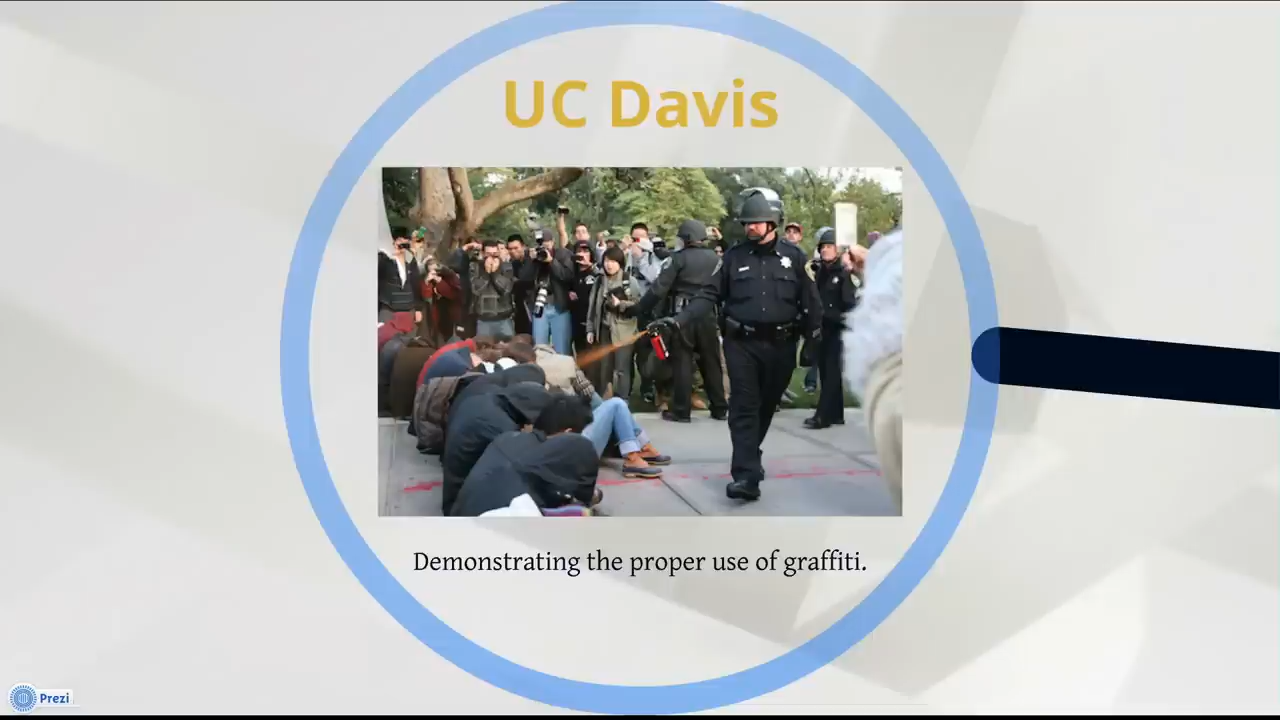 UC Davis
Demonstrating the proper use of graffiti.
Prezi